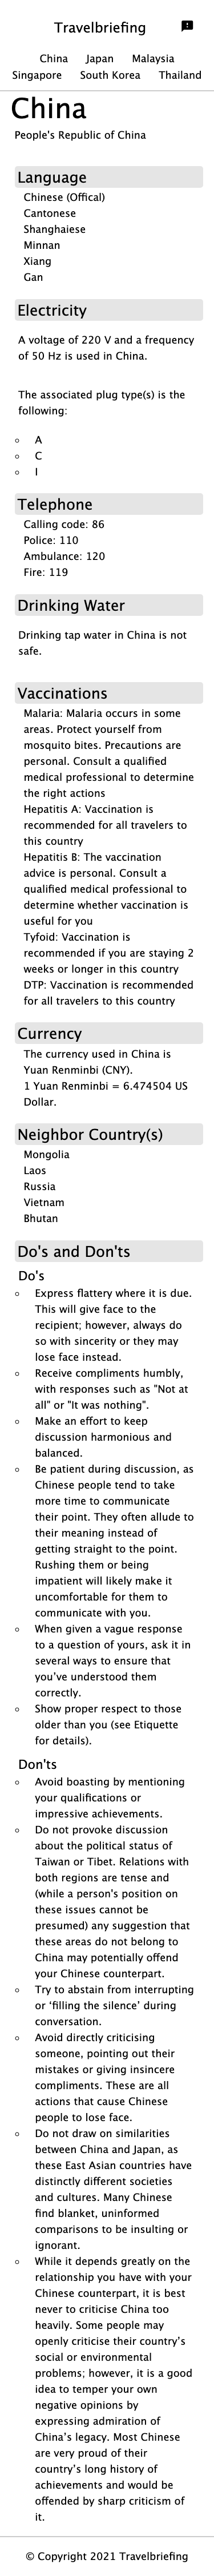 Travelbriefing
China Japan Malaysia
Singapore South Korea Thailand
China
People's Republic of China
Language
Chinese (Offical)
Cantonese
Shanghaiese
Minnan
Xiang
Gan
Electricity
A voltage of 220 V and a frequency
of 50 Hz is used in China.
The associated plug type(s) is the
following:
A
C
I
Telephone
Calling code: 86
Police: 110
Ambulance: 120
Fire: 119
Drinking Water
Drinking tap water in China is not
safe.
Vaccinations
Malaria: Malaria occurs in some
areas. Protect yourself from
mosquito bites. Precautions are
personal. Consult a qualified
medical professional to determine
the right actions
Hepatitis A: Vaccination is
recommended for all travelers to
this country
Hepatitis B: The vaccination
advice is personal. Consult a
qualified medical professional to
determine whether vaccination is
useful for you
Tyfoid: Vaccination is
recommended if you are staying 2
weeks or longer in this country
DTP: Vaccination is recommended
for all travelers to this country
Currency
The currency used in China is
Yuan Renminbi (CNY).
1 Yuan Renminbi = 6.474504 US
Dollar.
Neighbor Country(s)
Mongolia
Laos
Russia
Vietnam
Bhutan
Do's and Don'ts
Do's
Express flattery where it is due.
This will give face to the
recipient; however, always do
so with sincerity or they may
lose face instead.
Receive compliments humbly,
with responses such as "Not at
all" or "It was nothing".
Make an effort to keep
discussion harmonious and
balanced.
Be patient during discussion, as
Chinese people tend to take
more time to communicate
their point. They often allude to
their meaning instead of
getting straight to the point.
Rushing them or being
impatient will likely make it
uncomfortable for them to
communicate with you.
When given a vague response
to a question of yours, ask it in
several ways to ensure that
you’ve understood them
correctly.
Show proper respect to those
older than you (see Etiquette
for details).
Don'ts
Avoid boasting by mentioning
your qualifications or
impressive achievements.
Do not provoke discussion
about the political status of
Taiwan or Tibet. Relations with
both regions are tense and
(while a person's position on
these issues cannot be
presumed) any suggestion that
these areas do not belong to
China may potentially offend
your Chinese counterpart.
Try to abstain from interrupting
or ‘filling the silence’ during
conversation.
Avoid directly criticising
someone, pointing out their
mistakes or giving insincere
compliments. These are all
actions that cause Chinese
people to lose face.
Do not draw on similarities
between China and Japan, as
these East Asian countries have
distinctly different societies
and cultures. Many Chinese
find blanket, uninformed
comparisons to be insulting or
ignorant.
While it depends greatly on the
relationship you have with your
Chinese counterpart, it is best
never to criticise China too
heavily. Some people may
openly criticise their country’s
social or environmental
problems; however, it is a good
idea to temper your own
negative opinions by
expressing admiration of
China’s legacy. Most Chinese
are very proud of their
country’s long history of
achievements and would be
offended by sharp criticism of
it.
© Copyright 2021 Travelbriefing